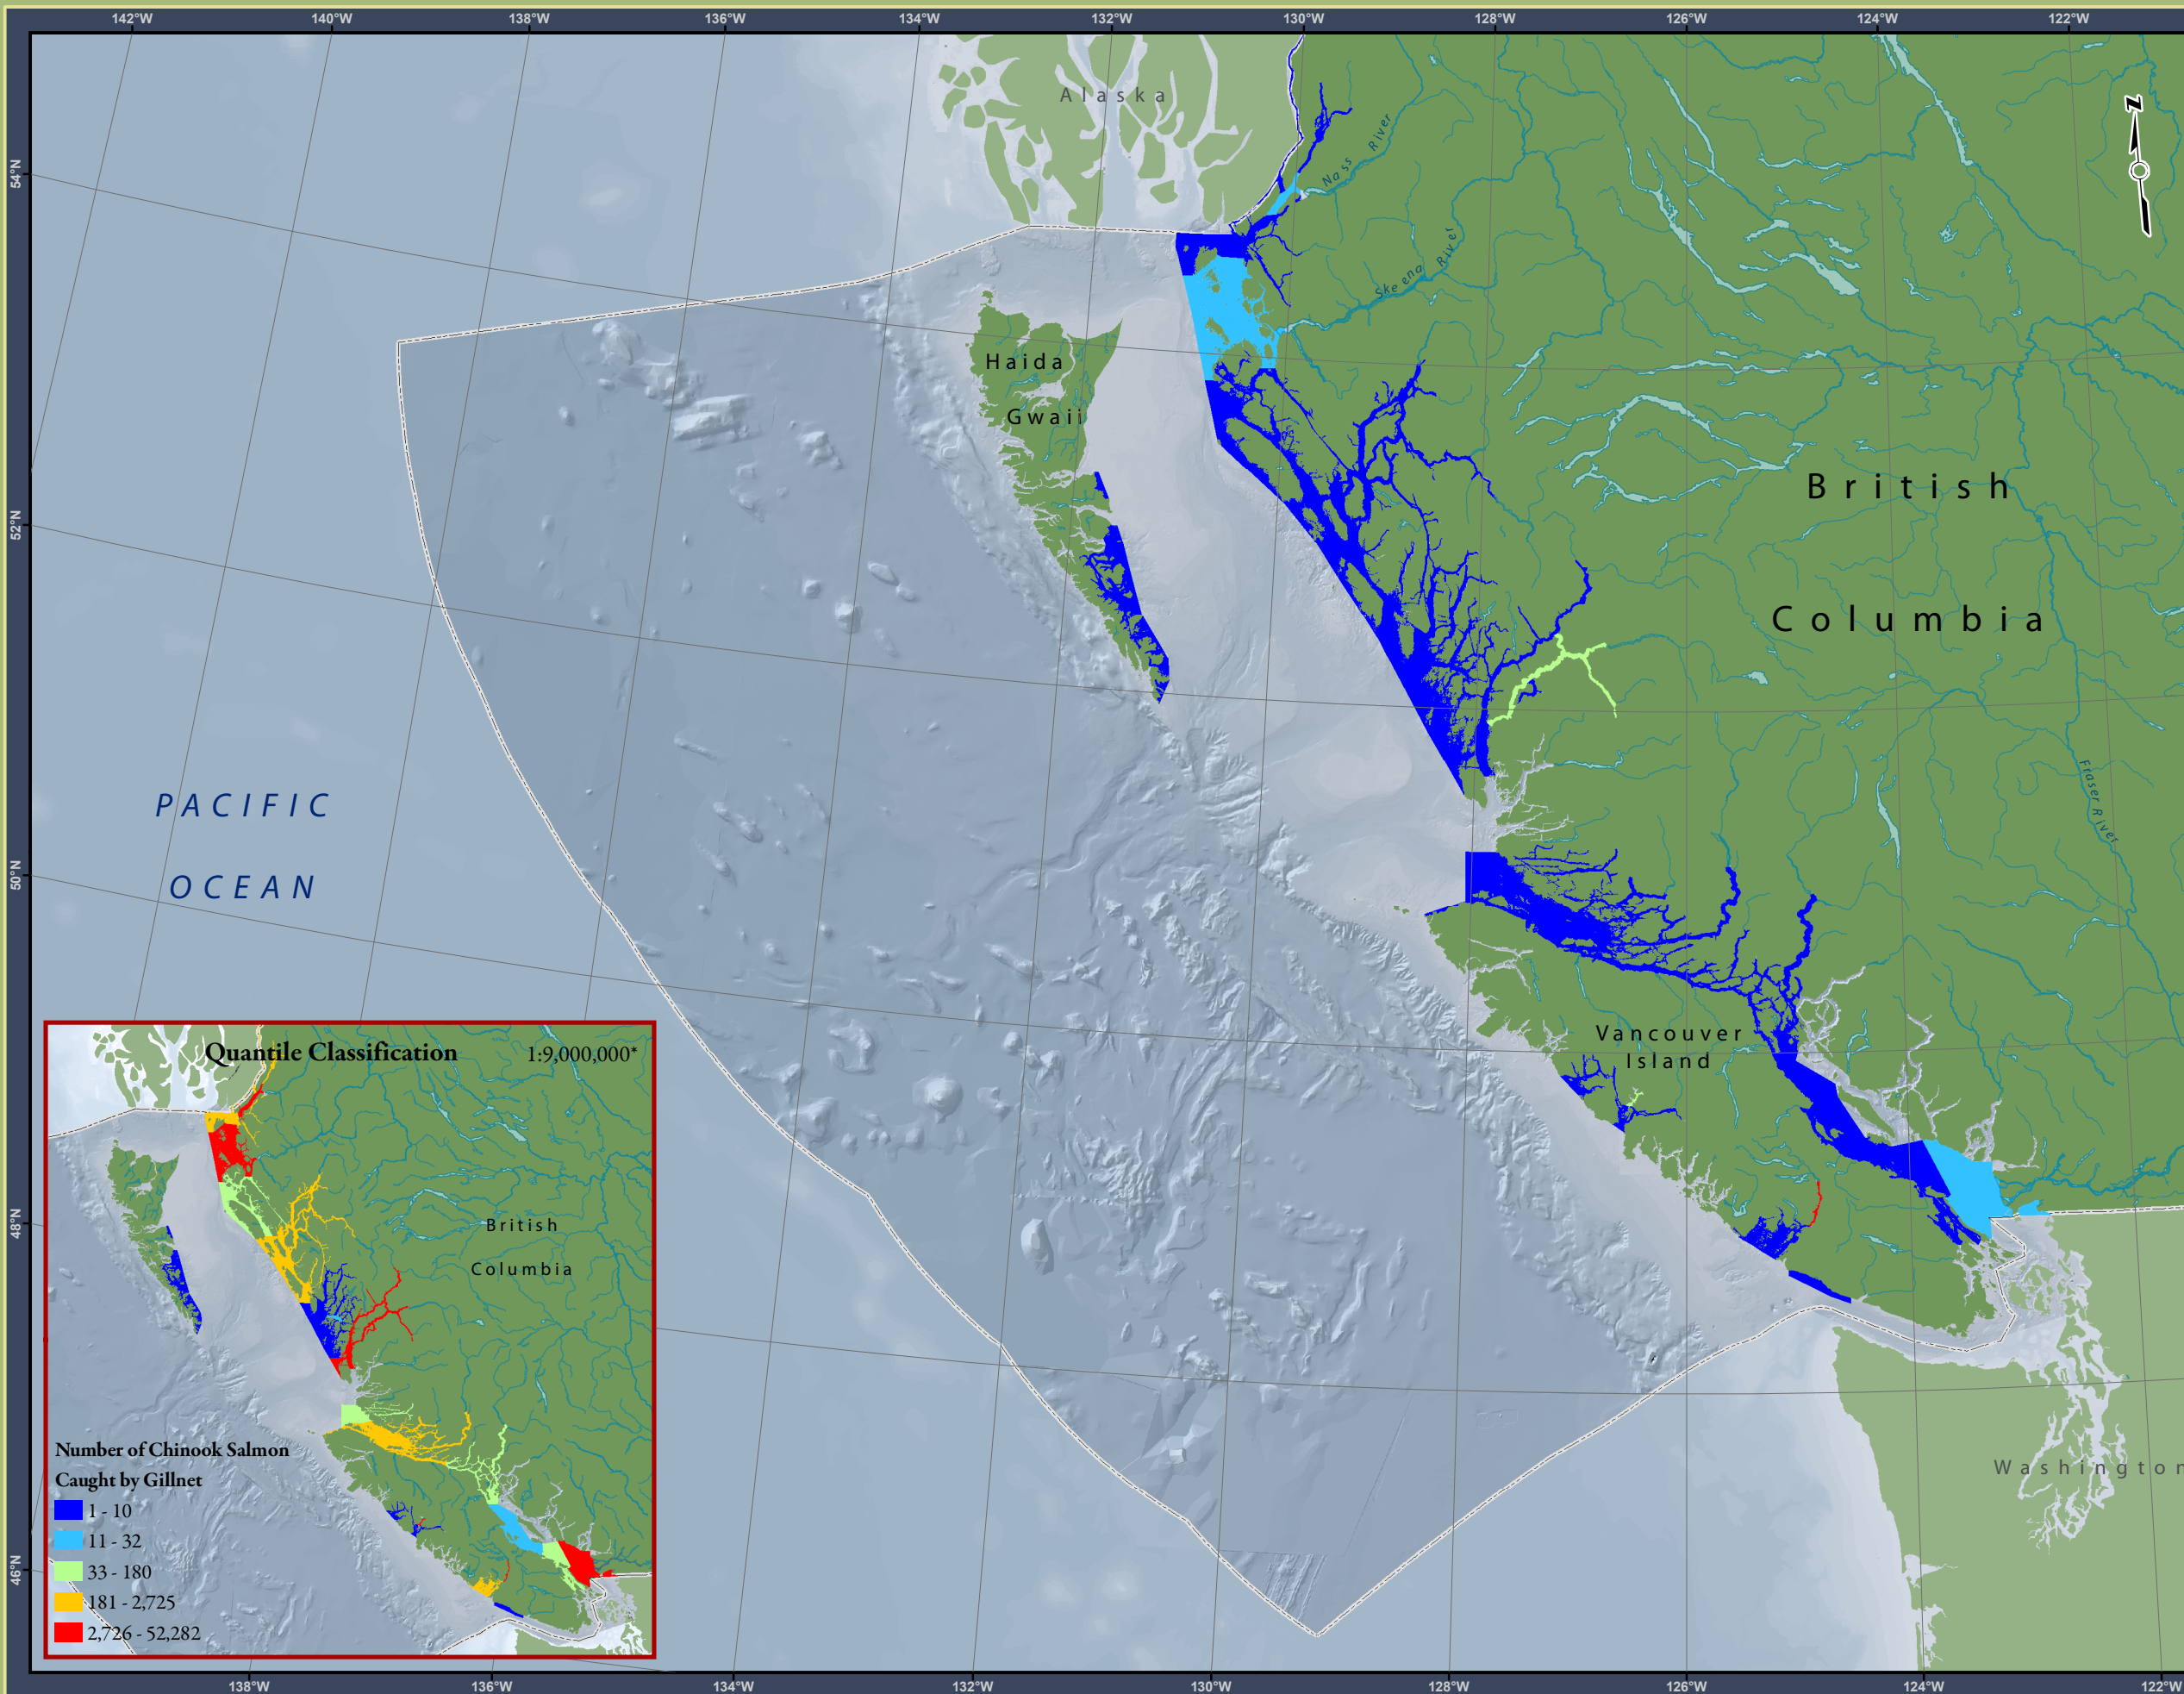 142°W 140°W 138°W 136°W 134°W 132°W 130°W 128°W 126°W 124°W 122°W
Alaska
54°N
Nass River
Skeena River
Haida
Gwaii
British
Columbia
52°N
PACIFIC
OCEAN
Fraser River
50°N
Vancouver
Island
Quantile Classification 1:9,000,000*
British
Columbia
48°N
Number of Chinook Salmon
Caught by Gillnet
1 - 10
11 - 32
33 - 180
181 - 2,725
2,726 - 52,282
Washington
46°N
N
138°W 136°W 134°W 132°W 130°W 128°W 126°W 124°W 122°W